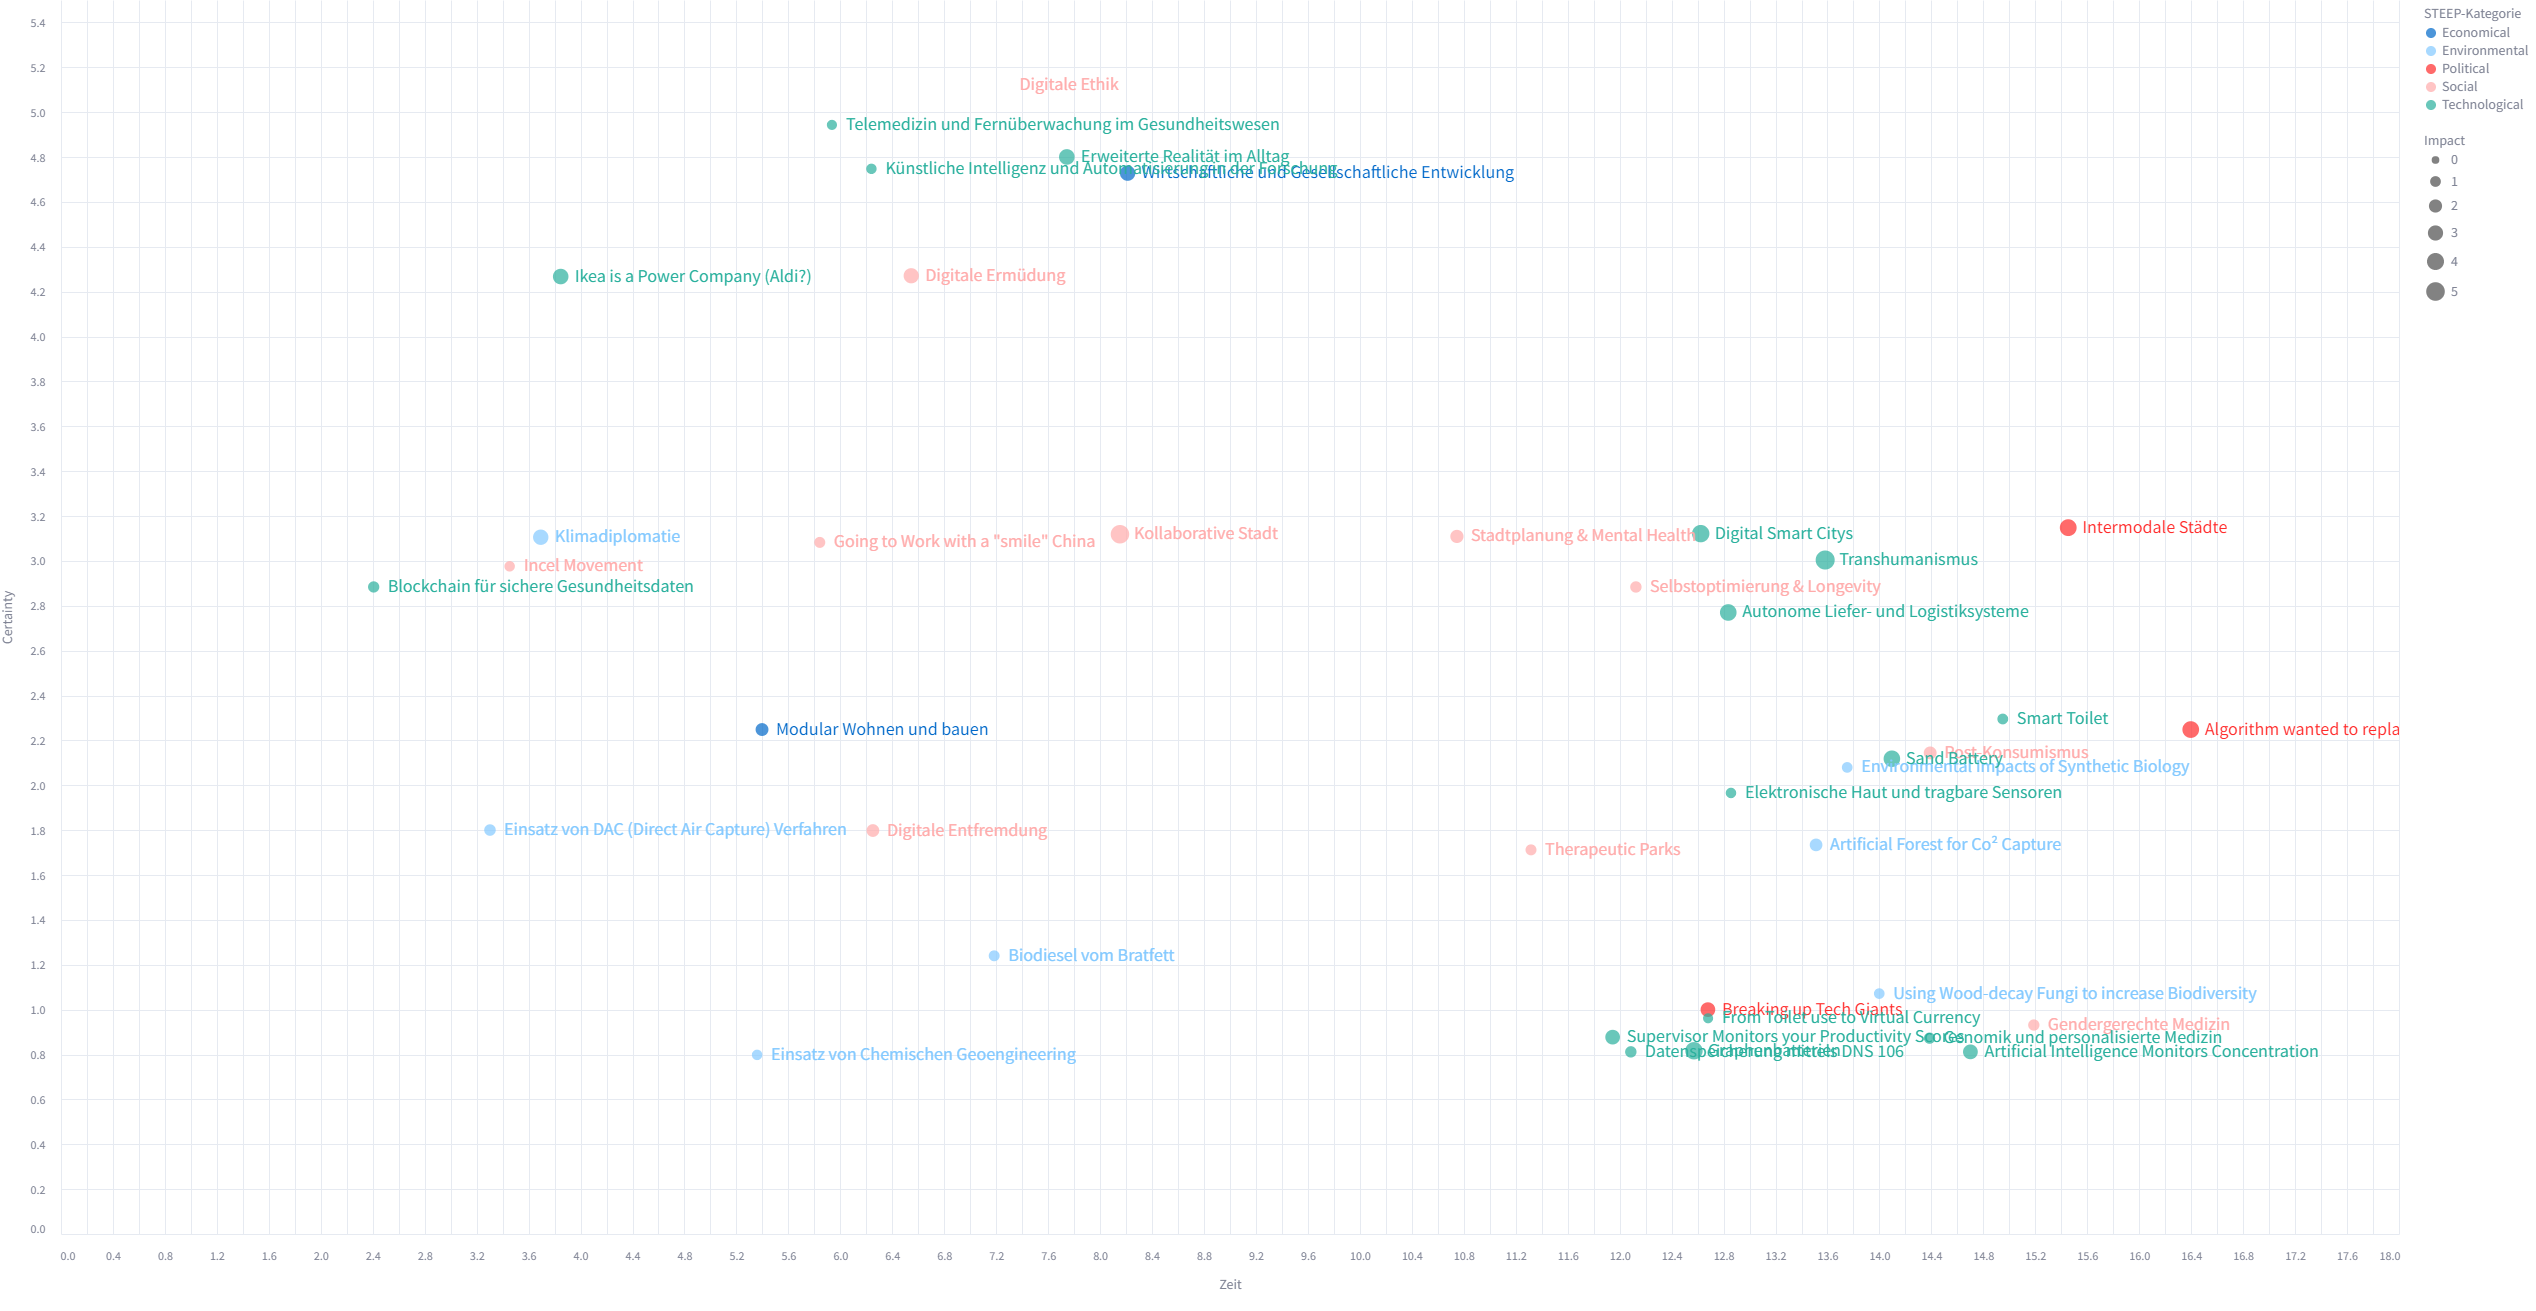 STEEP-Kategorie
Economical
Environmental
Political
Social
Technological
Impact
0
1
2
3
4
5
5.4
5.2
5.0
4.8
4.6
4.4
4.2
4.0
3.8
3.6
3.4
3.2
3.0
2.8
2.6
2.4
2.2
2.0
1.8
1.6
1.4
1.2
1.0
0.8
0.6
0.4
0.2
0.0
Certainty
Digitale Ethik
Telemedizin und Fernüberwachung im Gesundheitswesen
Erweiterte Realität im Alltag
Künstliche Intelligenz und Automatisierung in der Forschung
Wirtschaftliche und Gesellschaftliche Entwicklung
Ikea is a Power Company (Aldi?)
Digitale Ermüdung
Intermodale Städte
Kollaborative Stadt
Digital Smart Citys
Stadtplanung & Mental Health
Klimadiplomatie
Going to Work with a "smile" China
Transhumanismus
Incel Movement
Blockchain für sichere Gesundheitsdaten
Selbstoptimierung & Longevity
Autonome Liefer- und Logistiksysteme
Smart Toilet
Modular Wohnen und bauen
Algorithm wanted to repla
Post-Konsumismus
Sand Battery
Environmental Impacts of Synthetic Biology
Elektronische Haut und tragbare Sensoren
Einsatz von DAC (Direct Air Capture) Verfahren
Digitale Entfremdung
Artificial Forest for Co² Capture
Therapeutic Parks
Biodiesel vom Bratfett
Using Wood-decay Fungi to increase Biodiversity
Breaking up Tech Giants
From Toilet use to Virtual Currency
Gendergerechte Medizin
Supervisor Monitors your Productivity Scores
Genomik und personalisierte Medizin
Datenspeicherung mittels DNS 106
Graphenbatterien
Artificial Intelligence Monitors Concentration
Einsatz von Chemischen Geoengineering
0.0 0.4 0.8 1.2 1.6 2.0 2.4 2.8 3.2 3.6 4.0 4.4 4.8 5.2 5.6 6.0 6.4 6.8 7.2 7.6 8.0 8.4 8.8 9.2 9.6 10.0 10.4 10.8 11.2 11.6 12.0 12.4 12.8 13.2 13.6 14.0 14.4 14.8 15.2 15.6 16.0 16.4 16.8 17.2 17.6 18.0
Zeit